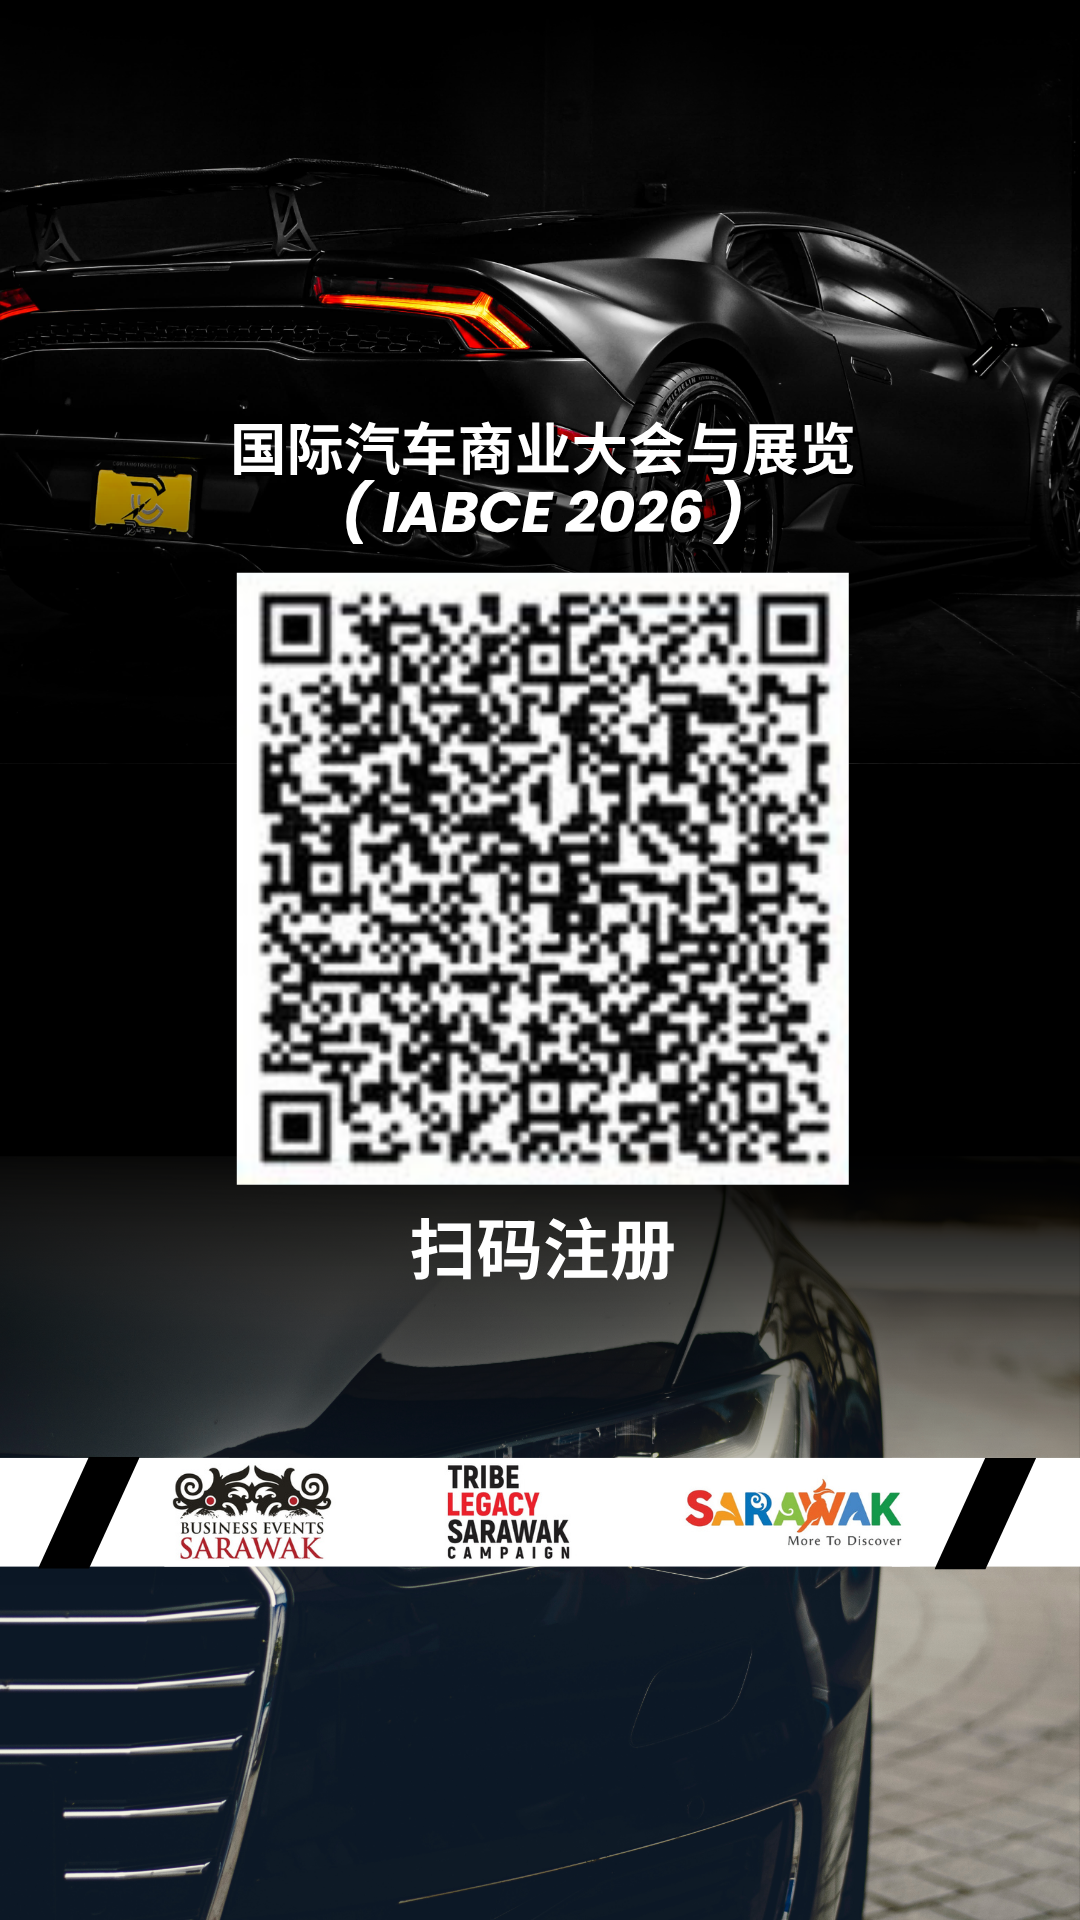 国际汽车商业大会与展览
( IABCE 2026 )
扫码注册
BUSINESS EVENTS
SARAWAK
TRIBE
LEGACY
SARAWAK
CAMPAIGN
SARAWAK
More To Discover